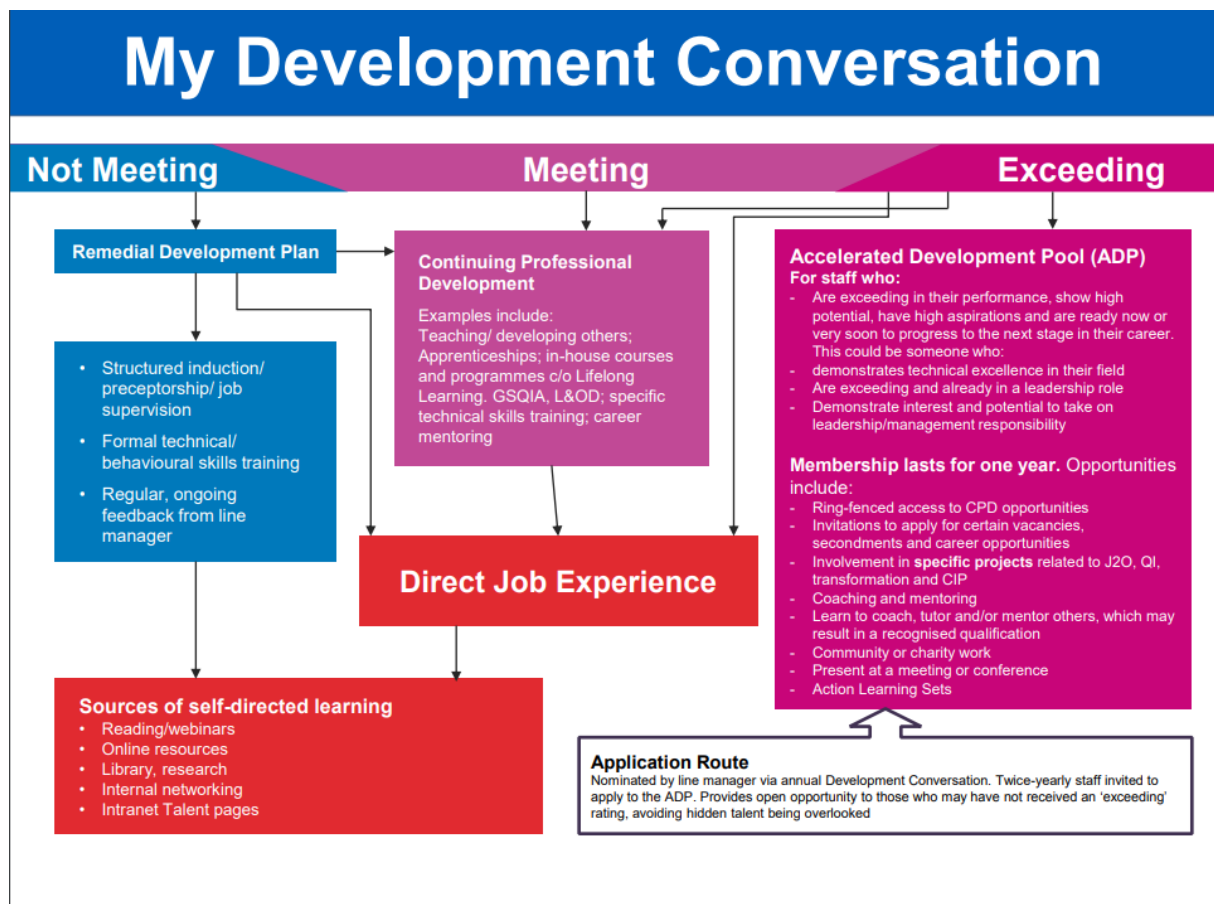 My Development Conversation
Not Meeting
Meeting
Exceeding
Remedial Development Plan
• Structured induction/
preceptorship/ job
supervision
• Formal technical/
behavioural skills training
• Regular, ongoing
feedback from line
manager
Continuing Professional
Development
Examples include:
Teaching/ developing others;
Apprenticeships; in-house courses
and programmes c/o Lifelong
Learning. GSQIA, L&OD; specific
technical skills training; career
mentoring
Direct Job Experience
Sources of self-directed learning
• Reading/webinars
• Online resources
• Library, research
• Internal networking
• Intranet Talent pages
Accelerated Development Pool (ADP)
For staff who:
- Are exceeding in their performance, show high
potential, have high aspirations and are ready now or
very soon to progress to the next stage in their career.
This could be someone who:
- demonstrates technical excellence in their field
- Are exceeding and already in a leadership role
- Demonstrate interest and potential to take on
leadership/management responsibility
Membership lasts for one year. Opportunities
include:
- Ring-fenced access to CPD opportunities
- Invitations to apply for certain vacancies,
secondments and career opportunities
- Involvement in specific projects related to J2O, QI,
transformation and CIP
- Coaching and mentoring
- Learn to coach, tutor and/or mentor others, which may
result in a recognised qualification
- Community or charity work
- Present at a meeting or conference
- Action Learning Sets
Application Route
Nominated by line manager via annual Development Conversation. Twice-yearly staff invited to
apply to the ADP. Provides open opportunity to those who may have not received an ‘exceeding’
rating, avoiding hidden talent being overlooked